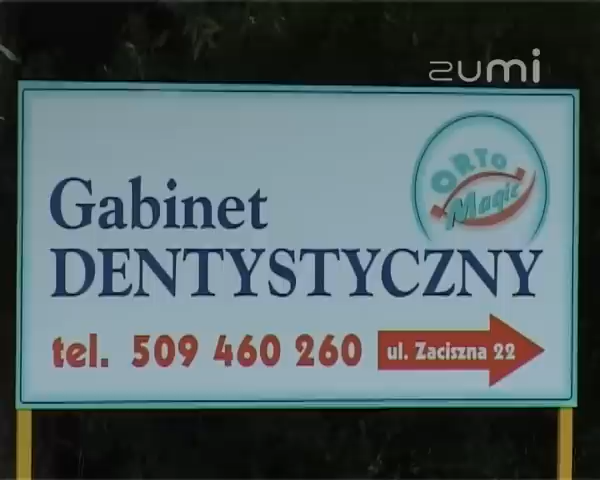 zumi
ORTO
Magic
Gabinet
DENTYSTYCZNY
tel. 509 460 260
ul. Zaciszna 22